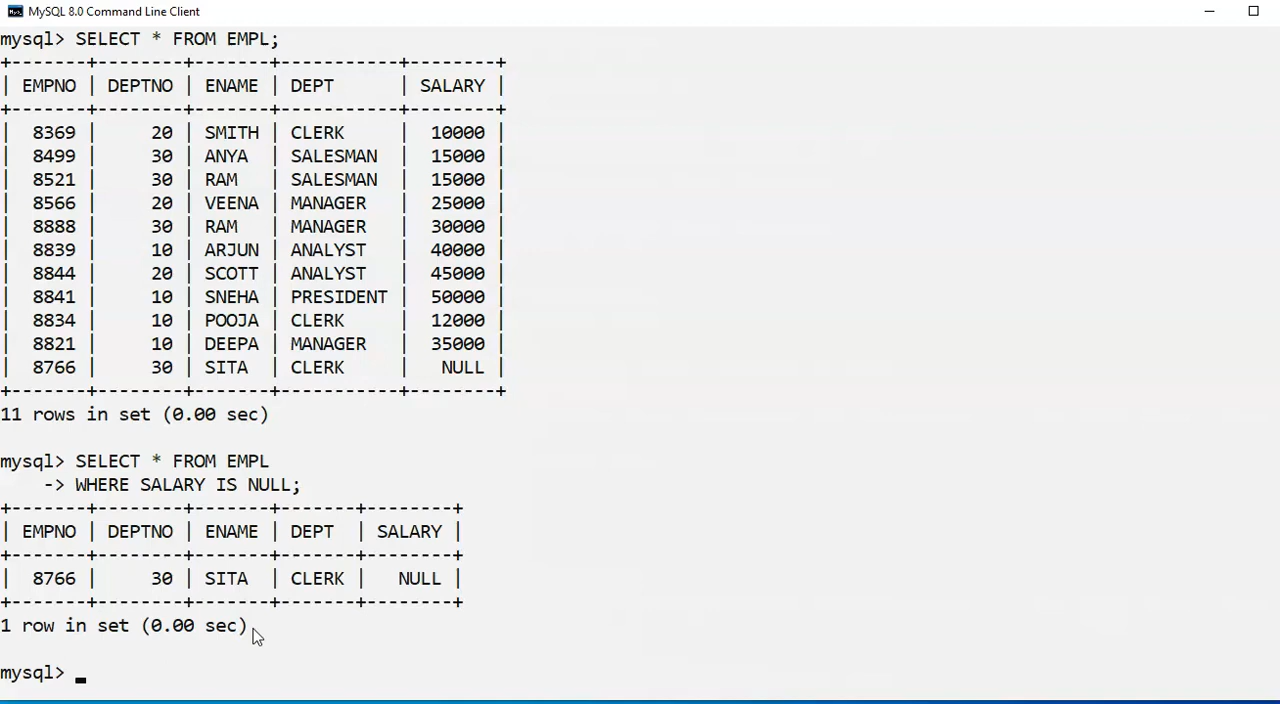 MySQL 8.0 Command Line Client
mysql> SELECT * FROM EMPL;
+-------+--------+-------+-----------+--------+
| EMPNO | DEPTNO | ENAME | DEPT      | SALARY |
+-------+--------+-------+-----------+--------+
|  8369 |     20 | SMITH | CLERK     |  10000 |
|  8499 |     30 | ANYA  | SALESMAN  |  15000 |
|  8521 |     30 | RAM   | SALESMAN  |  15000 |
|  8566 |     20 | VEENA | MANAGER   |  25000 |
|  8888 |     30 | RAM   | MANAGER   |  30000 |
|  8839 |     10 | ARJUN | ANALYST   |  40000 |
|  8844 |     20 | SCOTT | ANALYST   |  45000 |
|  8841 |     10 | SNEHA | PRESIDENT |  50000 |
|  8834 |     10 | POOJA | CLERK     |  12000 |
|  8821 |     10 | DEEPA | MANAGER   |  35000 |
|  8766 |     30 | SITA  | CLERK     |   NULL |
+-------+--------+-------+-----------+--------+
11 rows in set (0.00 sec)
mysql> SELECT * FROM EMPL
    -> WHERE SALARY IS NULL;
+-------+--------+-------+-------+--------+
| EMPNO | DEPTNO | ENAME | DEPT  | SALARY |
+-------+--------+-------+-------+--------+
|  8766 |     30 | SITA  | CLERK |   NULL |
+-------+--------+-------+-------+--------+
1 row in set (0.00 sec)
mysql> _